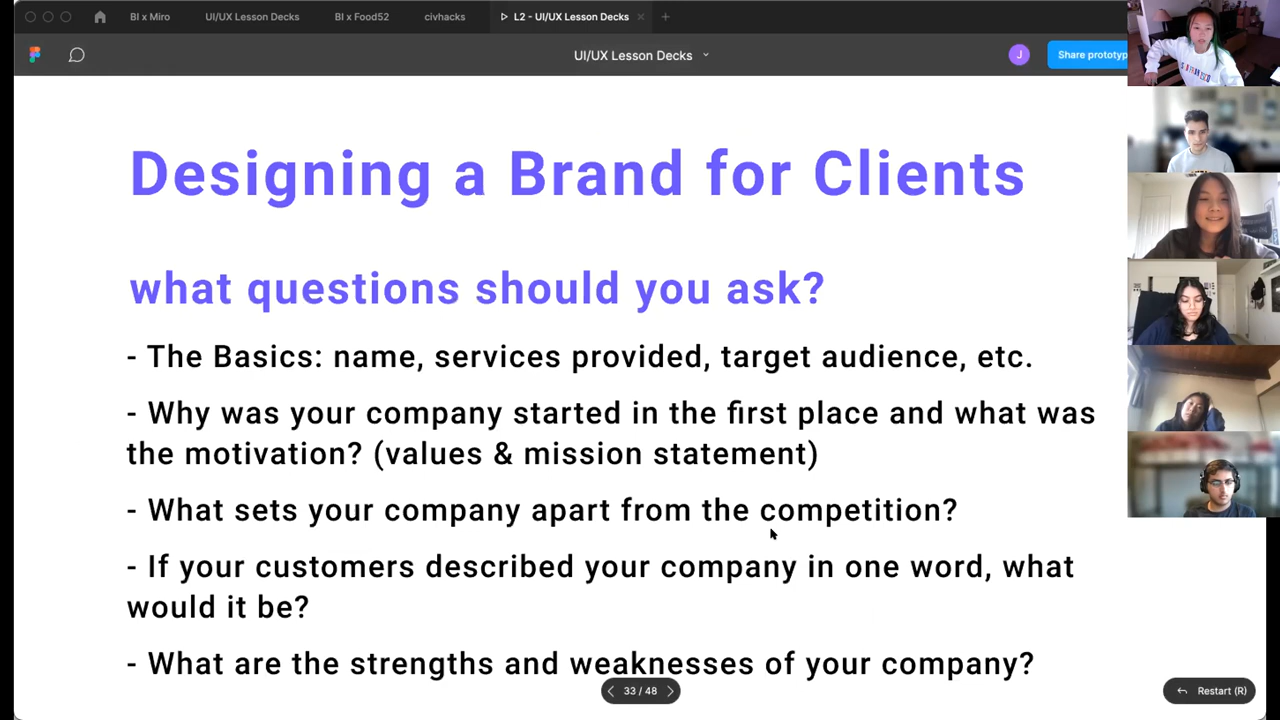 BI x Miro
UI/UX Lesson Decks
BI x Food52
civhacks
L2 - UI/UX Lesson Decks
UI/UX Lesson Decks
J
Share prototyp
Designing a Brand for Clients
what questions should you ask?
- The Basics: name, services provided, target audience, etc.
- Why was your company started in the first place and what was
the motivation? (values & mission statement)
- What sets your company apart from the competition?
- If your customers described your company in one word, what
would it be?
- What are the strengths and weaknesses of your company?
33 / 48
Restart (R)